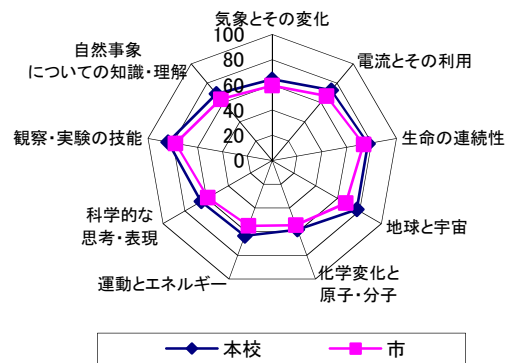 気象とその変化
100
80
60
40
20
0
電流とその利用
生命の連続性
地球と宇宙
化学変化と
原子・分子
運動とエネルギー
科学的な
思考・表現
観察・実験の技能
自然事象
についての知識・理解
本校
市